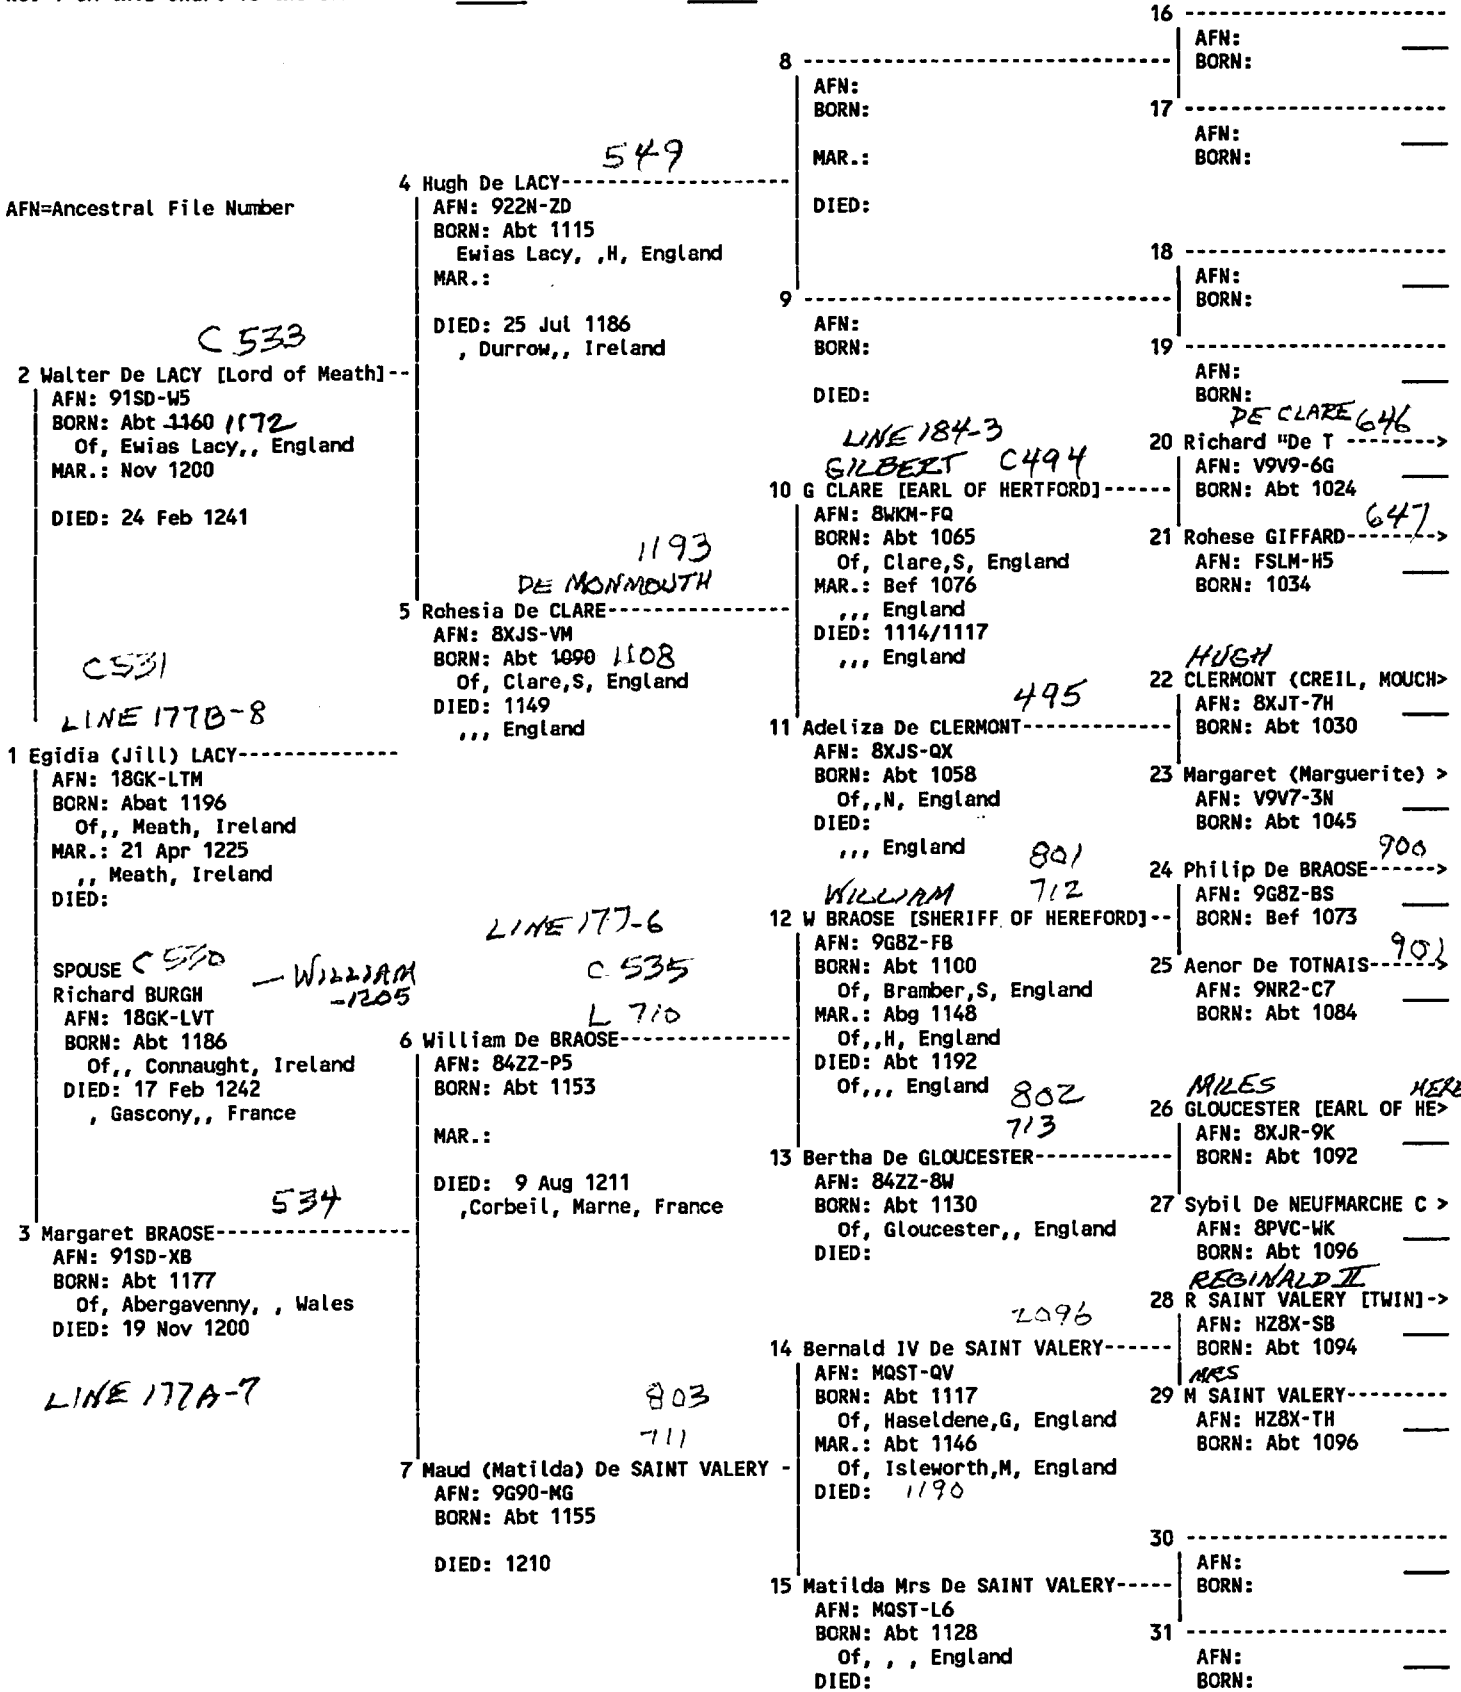 AFN=Ancestral File Number
C 533
2 Walter De LACY [Lord of Meath]--
AFN: 91SD-W5
BORN: Abt 1160 1172
Of, Ewias Lacy,, England
MAR.: Nov 1200
DIED: 24 Feb 1241
C 531
LINE 177B-8
1 Egidia (Jill) LACY--------------
AFN: 18GK-LTM
BORN: Abat 1196
Of,, Meath, Ireland
MAR.: 21 Apr 1225
,, Meath, Ireland
DIED:
SPOUSE C 530
— WILLIAM
-1205
Richard BURGH
AFN: 18GK-LVT
BORN: Abt 1186
Of,, Connaught, Ireland
DIED: 17 Feb 1242
, Gascony,, France
534
3 Margaret BRAOSE-----------------
AFN: 91SD-XB
BORN: Abt 1177
Of, Abergavenny, , Wales
DIED: 19 Nov 1200
LINE 177A-7
549
4 Hugh De LACY--------------------
AFN: 922N-ZD
BORN: Abt 1115
Ewias Lacy, ,H, England
MAR.:
DIED: 25 Jul 1186
, Durrow,, Ireland
1193
DE MONMOUTH
5 Rohesia De CLARE----------------
AFN: 8XJS-VM
BORN: Abt 1090 1108
Of, Clare,S, England
DIED: 1149
,,, England
LINE 177-6
C 535
L 710
6 William De BRAOSE---------------
AFN: 84ZZ-P5
BORN: Abt 1153
MAR.:
DIED: 9 Aug 1211
,Corbeil, Marne, France
803
711
7 Maud (Matilda) De SAINT VALERY -
AFN: 9G90-MG
BORN: Abt 1155
DIED: 1210
8 --------------------------------
AFN:
BORN:
MAR.:
DIED:
9 --------------------------------
AFN:
BORN:
DIED:
LINE 184-3
GILBERT C494
10 G CLARE [EARL OF HERTFORD]------
AFN: 8WKM-FQ
BORN: Abt 1065
Of, Clare,S, England
MAR.: Bef 1076
,,, England
DIED: 1114/1117
,,, England
495
11 Adeliza De CLERMONT-------------
AFN: 8XJS-QX
BORN: Abt 1058
Of,,N, England
DIED:
,,, England
801
WILLIAM 712
12 W BRAOSE [SHERIFF OF HEREFORD]--
AFN: 9G8Z-FB
BORN: Abt 1100
Of, Bramber,S, England
MAR.: Abg 1148
Of,,H, England
DIED: Abt 1192
Of,,, England
802
713
13 Bertha De GLOUCESTER------------
AFN: 84ZZ-8W
BORN: Abt 1130
Of, Gloucester,, England
DIED:
2096
14 Bernald IV De SAINT VALERY------
AFN: MQST-QV
BORN: Abt 1117
Of, Haseldene,G, England
MAR.: Abt 1146
Of, Isleworth,M, England
DIED: 1190
15 Matilda Mrs De SAINT VALERY-----
AFN: MQST-L6
BORN: Abt 1128
Of, , , England
DIED:
16 -----------------------
AFN:
BORN:
17 -----------------------
AFN:
BORN:
18 -----------------------
AFN:
BORN:
19 -----------------------
AFN:
BORN:
DE CLARE 646
20 Richard "De T -------->
AFN: V9V9-6G
BORN: Abt 1024
647
21 Rohese GIFFARD-------->
AFN: FSLM-H5
BORN: 1034
HUGH
22 CLERMONT (CREIL, MOUCH>
AFN: 8XJT-7H
BORN: Abt 1030
23 Margaret (Marguerite) >
AFN: V9V7-3N
BORN: Abt 1045
900
24 Philip De BRAOSE------>
AFN: 9G8Z-BS
BORN: Bef 1073
901
25 Aenor De TOTNAIS------>
AFN: 9NR2-C7
BORN: Abt 1084
MILES
26 GLOUCESTER [EARL OF HE>
AFN: 8XJR-9K
BORN: Abt 1092
27 Sybil De NEUFMARCHE C >
AFN: 8PVC-WK
BORN: Abt 1096
REGINALD II
28 R SAINT VALERY [TWIN]->
AFN: HZ8X-SB
BORN: Abt 1094
MRS
29 M SAINT VALERY---------
AFN: HZ8X-TH
BORN: Abt 1096
30 -----------------------
AFN:
BORN:
31 -----------------------
AFN:
BORN: